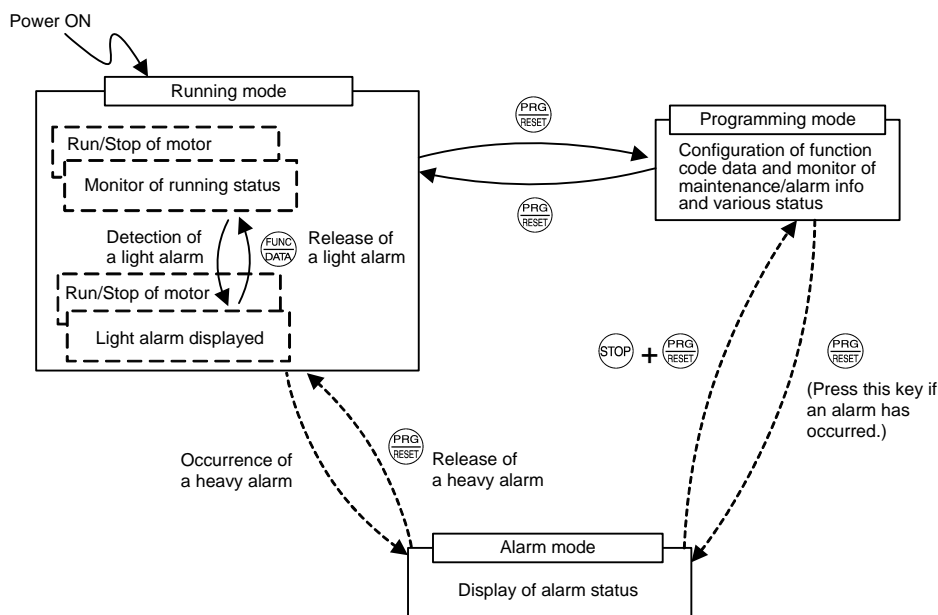 Power ON
Running mode
Run/Stop of motor
Monitor of running status
Detection of
a light alarm
FUNC
DATA
Release of
a light alarm
Run/Stop of motor
Light alarm displayed
PRG
RESET
PRG
RESET
Programming mode
Configuration of function
code data and monitor of
maintenance/alarm info
and various status
STOP + PRG
RESET
PRG
RESET
(Press this key if
an alarm has
occurred.)
Occurrence of
a heavy alarm
PRG
RESET
Release of
a heavy alarm
Alarm mode
Display of alarm status